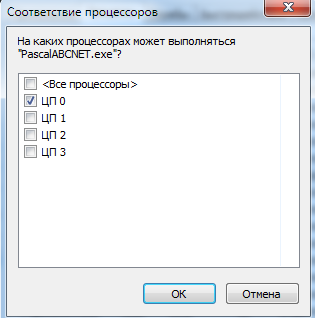 Соответствие процессоров
На каких процессорах может выполняться
"PascalABCNET.exe"?
<Все процессоры>
ЦП 0
ЦП 1
ЦП 2
ЦП 3
ОК
Отмена